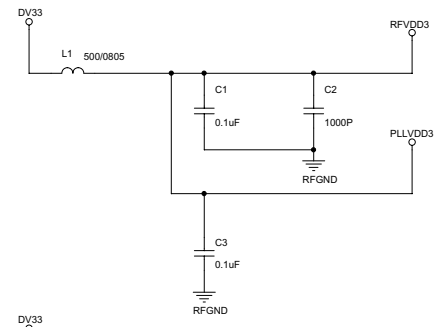 DV33
RFVDD3
L1 500/0805
C1 C2
0.1uF 1000P
PLLVDD3
RFGND
C3
0.1uF
RFGND
DV33